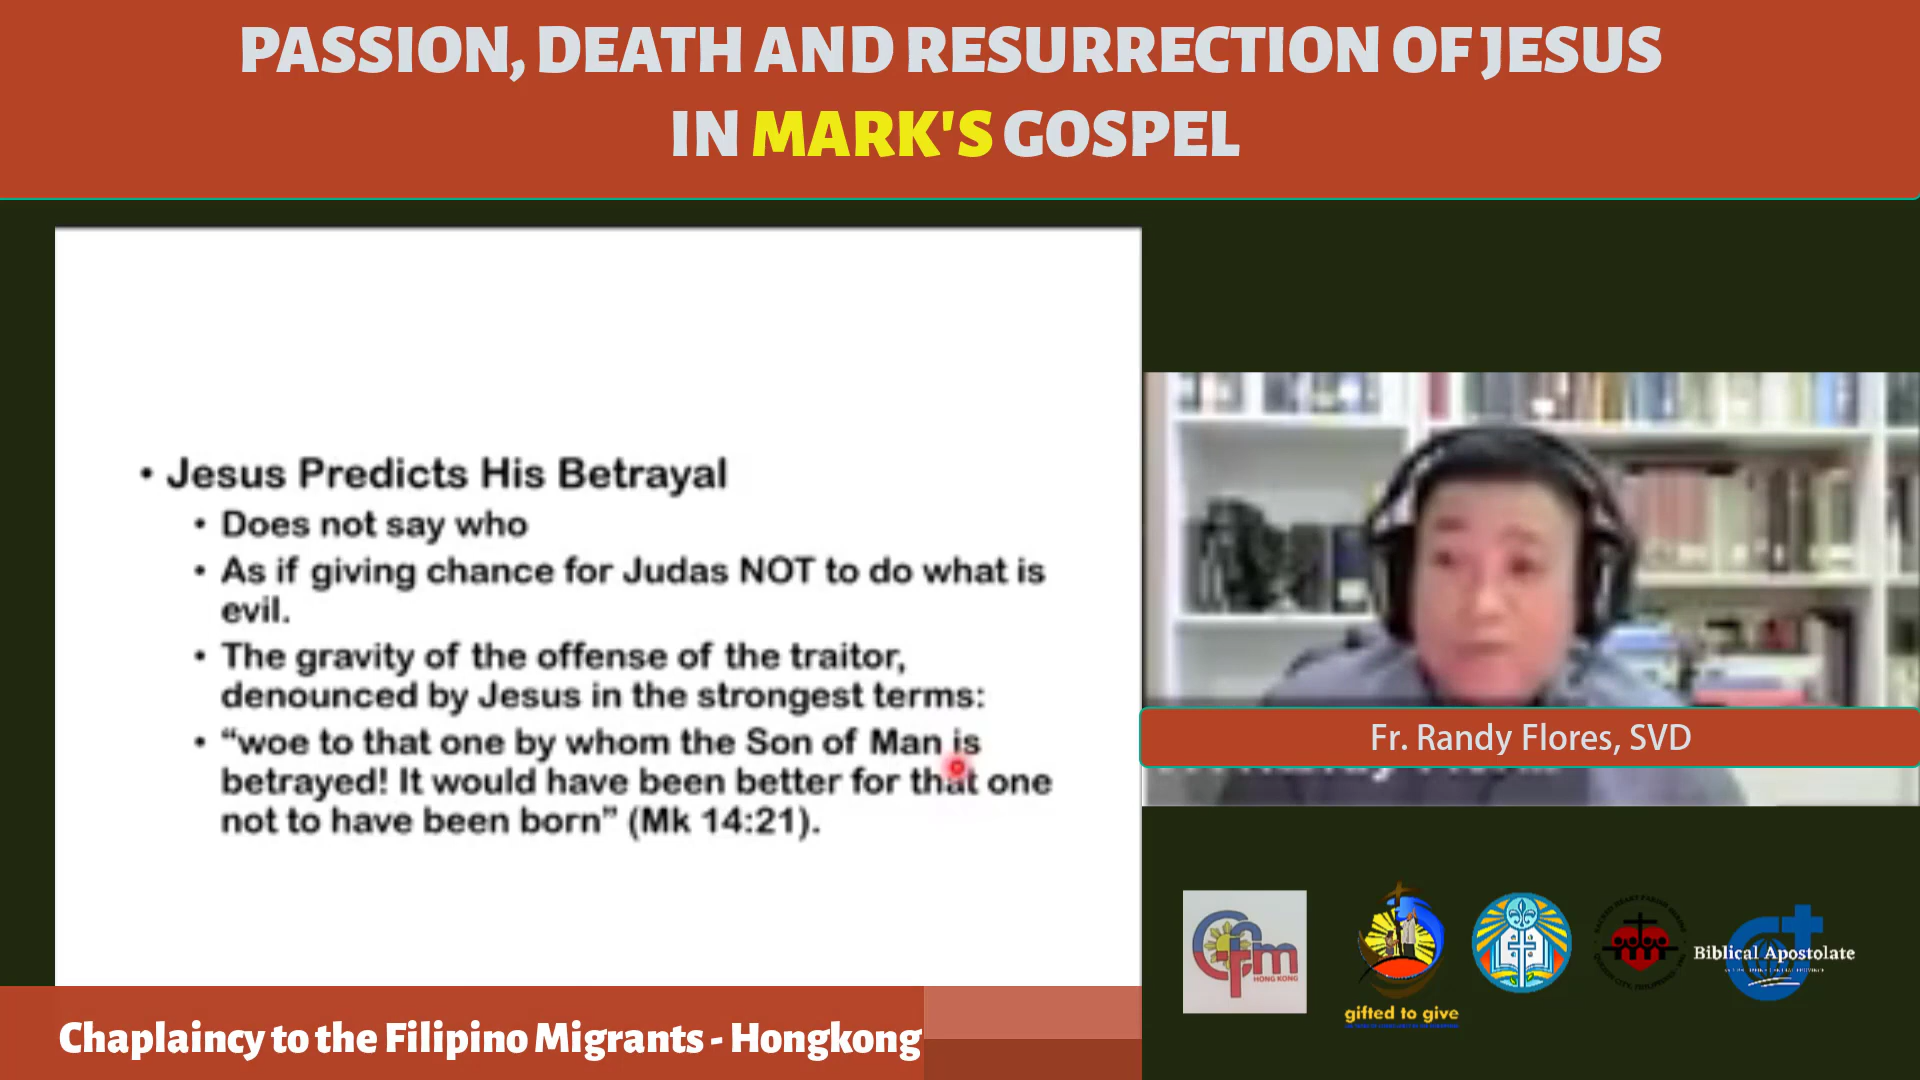 PASSION, DEATH AND RESURRECTION OF JESUS
IN MARK'S GOSPEL
• Jesus Predicts His Betrayal
• Does not say who
• As if giving chance for Judas NOT to do what is
evil.
• The gravity of the offense of the traitor,
denounced by Jesus in the strongest terms:
• “woe to that one by whom the Son of Man is
betrayed! It would have been better for that one
not to have been born” (Mk 14:21).
Fr. Randy Flores, SVD
cfm
HONG KONG
gifted to give
Biblical Apostolate
Chaplaincy to the Filipino Migrants - Hongkong